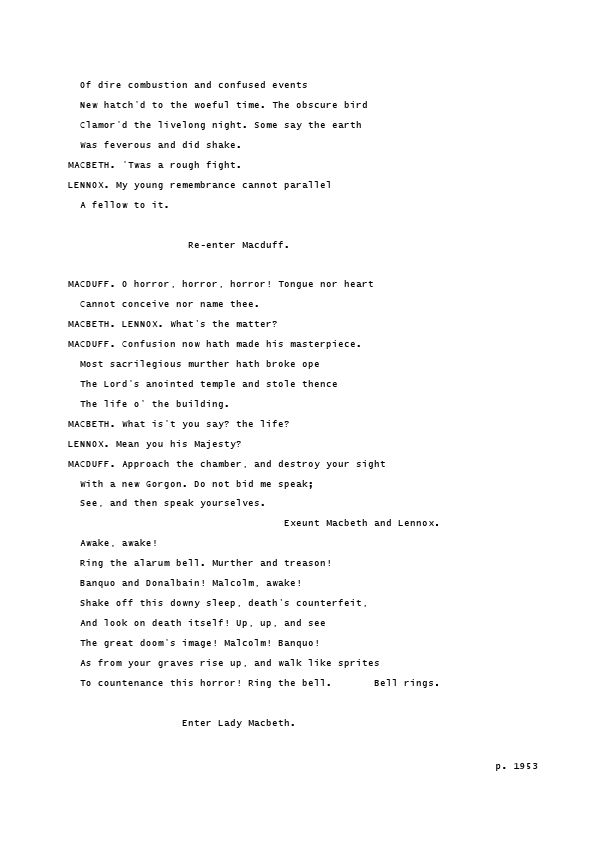 Of dire combustion and confused events
New hatch'd to the woeful time. The obscure bird
Clamor'd the livelong night. Some say the earth
Was feverous and did shake.
MACBETH. 'Twas a rough fight.
LENNOX. My young remembrance cannot parallel
A fellow to it.
Re-enter Macduff.
MACDUFF. O horror, horror, horror! Tongue nor heart
Cannot conceive nor name thee.
MACBETH. LENNOX. What's the matter?
MACDUFF. Confusion now hath made his masterpiece.
Most sacrilegious murther hath broke ope
The Lord's anointed temple and stole thence
The life o' the building.
MACBETH. What is't you say? the life?
LENNOX. Mean you his Majesty?
MACDUFF. Approach the chamber, and destroy your sight
With a new Gorgon. Do not bid me speak;
See, and then speak yourselves.
Exeunt Macbeth and Lennox.
Awake, awake!
Ring the alarum bell. Murther and treason!
Banquo and Donalbain! Malcolm, awake!
Shake off this downy sleep, death's counterfeit,
And look on death itself! Up, up, and see
The great doom's image! Malcolm! Banquo!
As from your graves rise up, and walk like sprites
To countenance this horror! Ring the bell. Bell rings.
Enter Lady Macbeth.
p. 1953